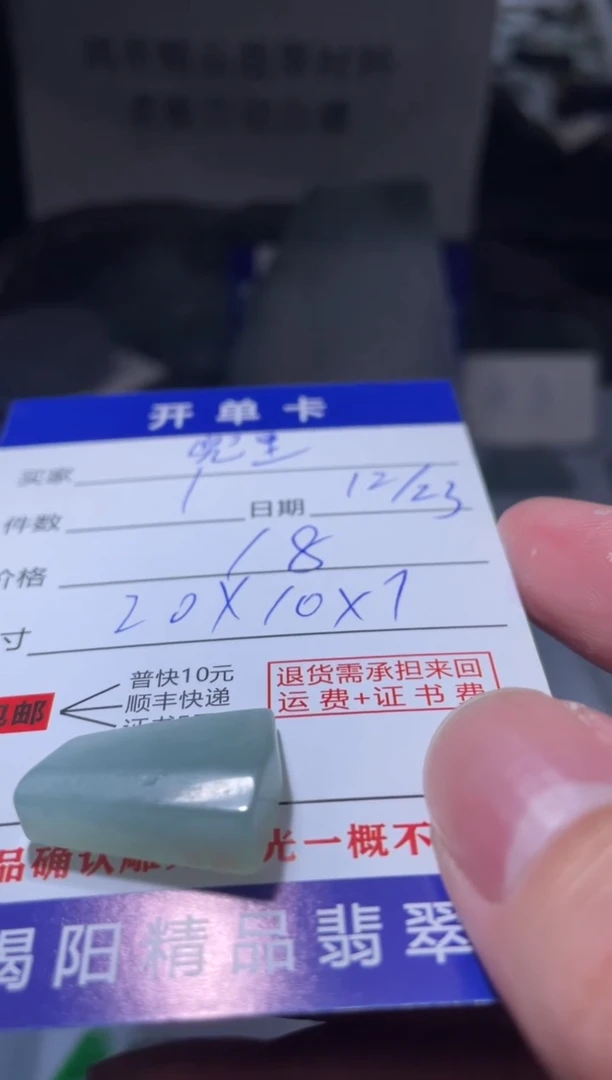 开单卡
买家
件数 1 日期 12/23
价格 18
寸 20X10X7
普快10元
顺丰快递
邮
退货需承担来回
运费+证书费
品确认 光一概不
揭阳精品翡翠